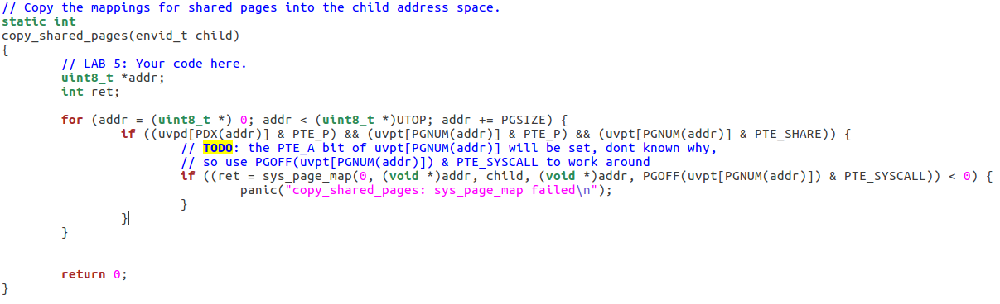 // Copy the mappings for shared pages into the child address space.
static int
copy_shared_pages(envid_t child)
{
        // LAB 5: Your code here.
        uint8_t *addr;
        int ret;

        for (addr = (uint8_t *) 0; addr < (uint8_t *)UTOP; addr += PGSIZE) {
                if ((uvpd[PDX(addr)] & PTE_P) && (uvpt[PGNUM(addr)] & PTE_P) && (uvpt[PGNUM(addr)] & PTE_SHARE)) {
                        // TODO: the PTE_A bit of uvpt[PGNUM(addr)] will be set, dont known why,
                        // so use PGOFF(uvpt[PGNUM(addr)]) & PTE_SYSCALL to work around
                        if ((ret = sys_page_map(0, (void *)addr, child, (void *)addr, PGOFF(uvpt[PGNUM(addr)]) & PTE_SYSCALL)) < 0) {
                                panic("copy_shared_pages: sys_page_map failed\n");
                        }
                }
        }

        return 0;
}